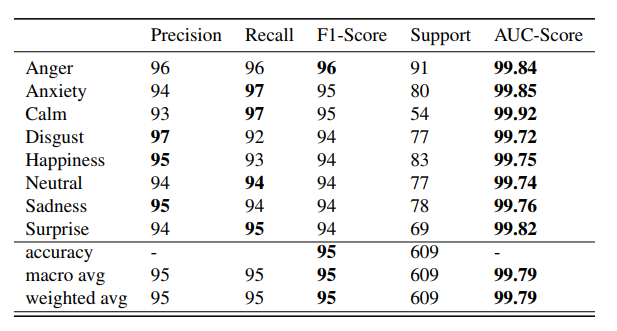 Precision Recall F1-Score Support AUC-Score
Anger 96 96 96 91 99.84
Anxiety 94 97 95 80 99.85
Calm 93 97 95 54 99.92
Disgust 97 92 94 77 99.72
Happiness 95 93 94 83 99.75
Neutral 94 94 94 77 99.74
Sadness 95 94 94 78 99.76
Surprise 94 95 94 69 99.82
accuracy - 95 609 -
macro avg 95 95 95 609 99.79
weighted avg 95 95 95 609 99.79